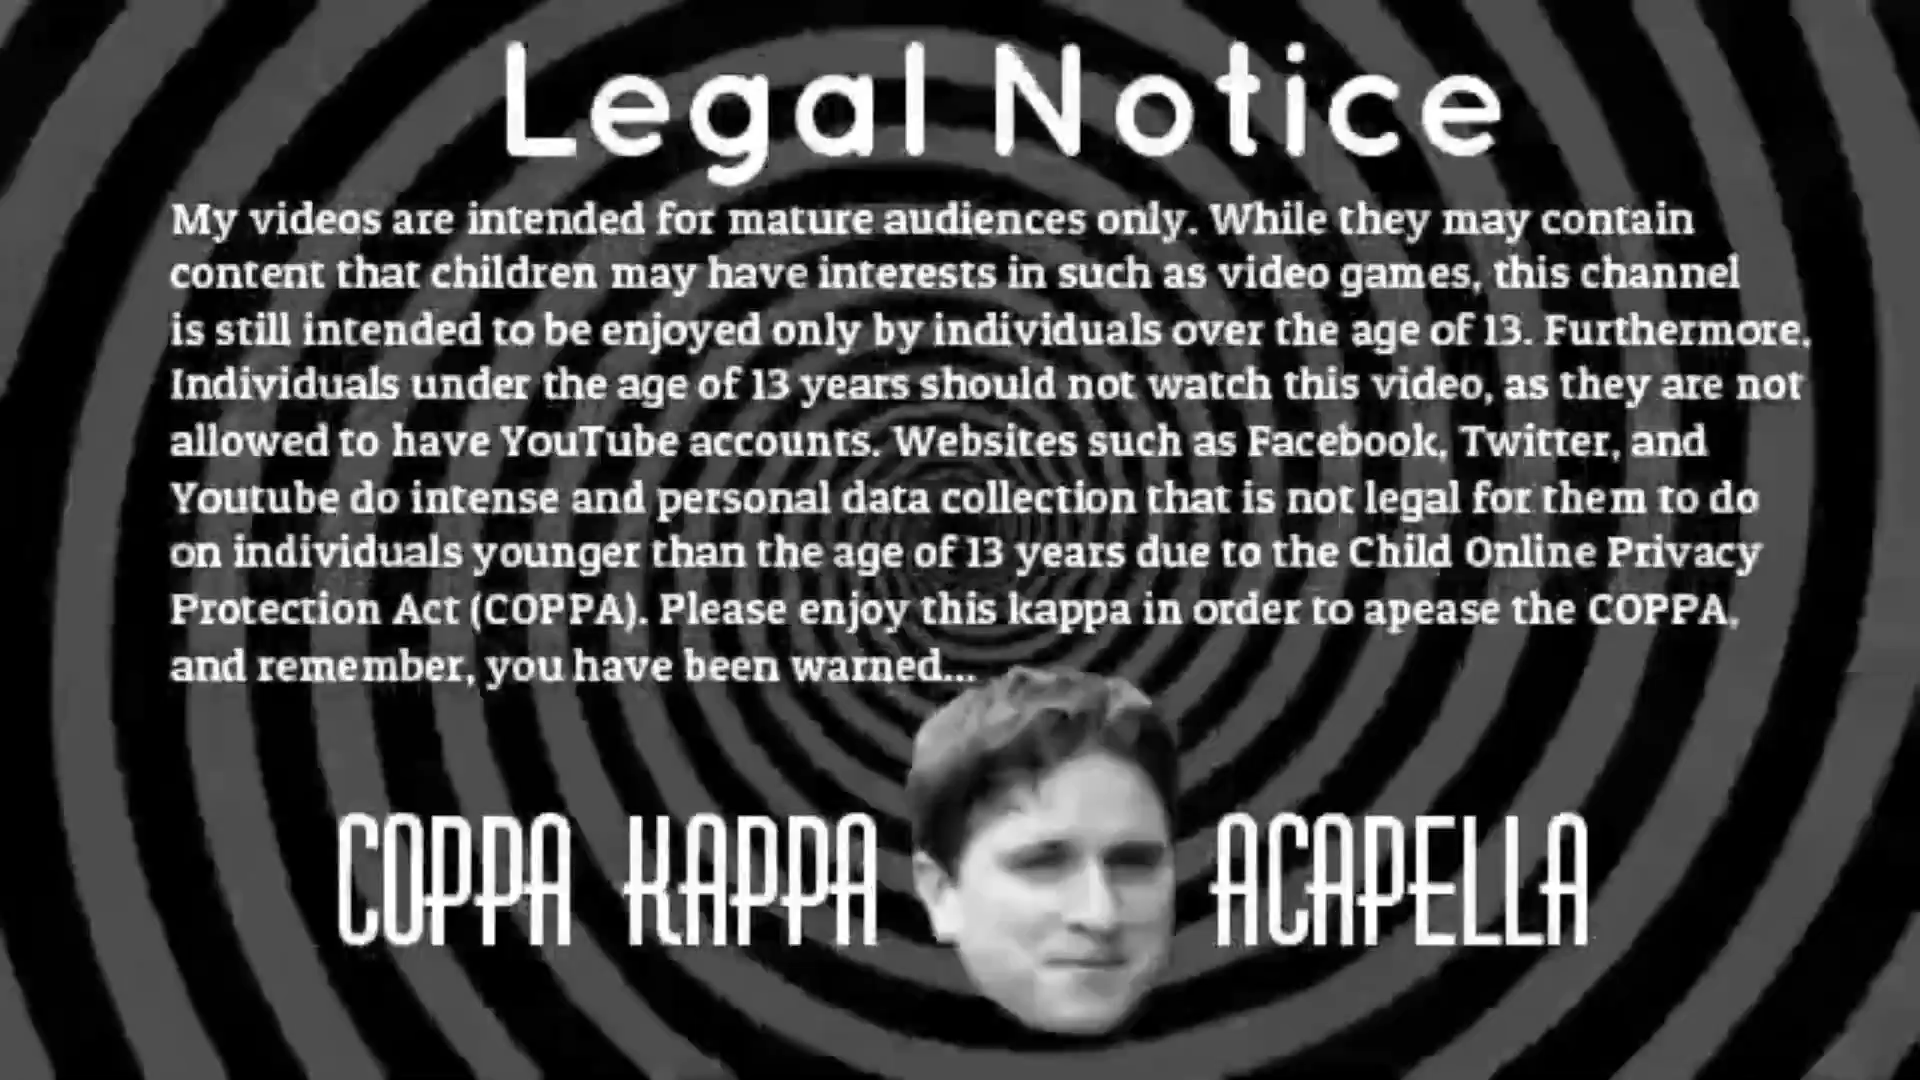 Legal Notice
My videos are intended for mature audiences only. While they may contain
content that children may have interests in such as video games, this channel
is still intended to be enjoyed only by individuals over the age of 13. Furthermore,
Individuals under the age of 13 years should not watch this video, as they are not
allowed to have YouTube accounts. Websites such as Facebook, Twitter, and
Youtube do intense and personal data collection that is not legal for them to do
on individuals younger than the age of 13 years due to the Child Online Privacy
Protection Act (COPPA). Please enjoy this kappa in order to apease the COPPA,
and remember, you have been warned...
COPPA KAPPA ACAPELLA